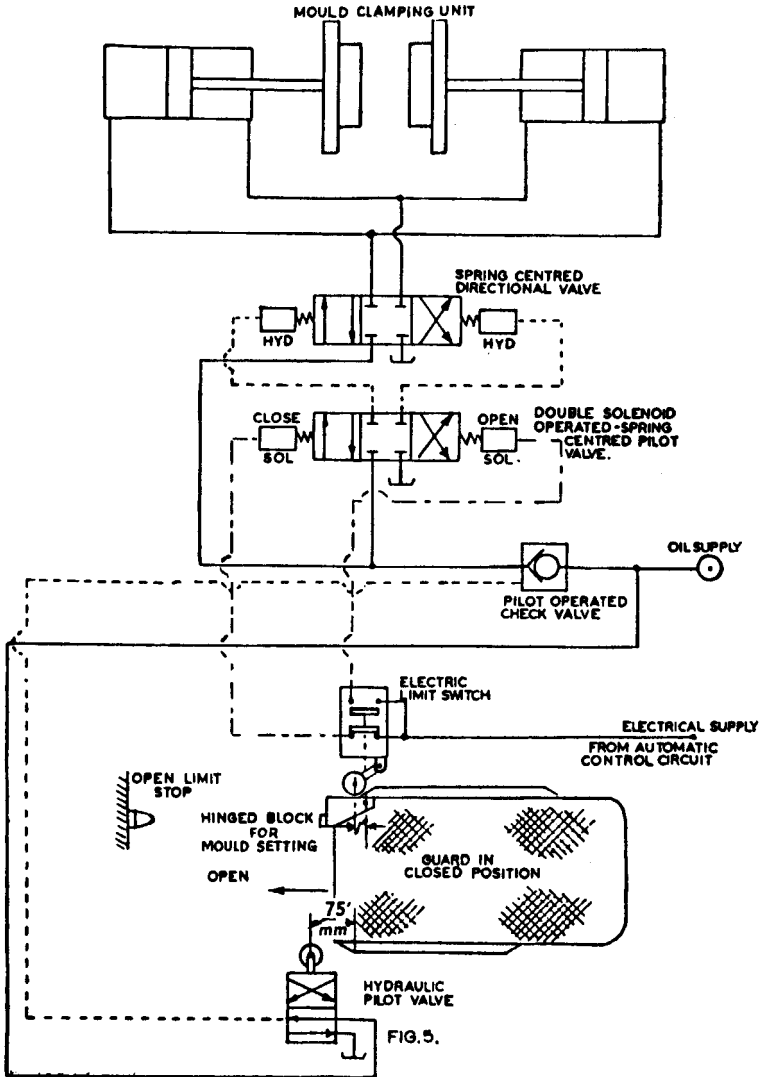 MOULD CLAMPING UNIT
SPRING CENTRED
DIRECTIONAL VALVE
HYD
HYD
CLOSE
SOL
OPEN
SOL.
DOUBLE SOLENOID
OPERATED-SPRING
CENTRED PILOT
VALVE.
OIL SUPPLY
PILOT OPERATED
CHECK VALVE
ELECTRIC
LIMIT SWITCH
ELECTRICAL SUPPLY
FROM AUTOMATIC
CONTROL CIRCUIT
OPEN LIMIT
STOP
HINGED BLOCK
FOR
MOULD SETTING
GUARD IN
CLOSED POSITION
OPEN
75'
mm
HYDRAULIC
PILOT VALVE
FIG.5.